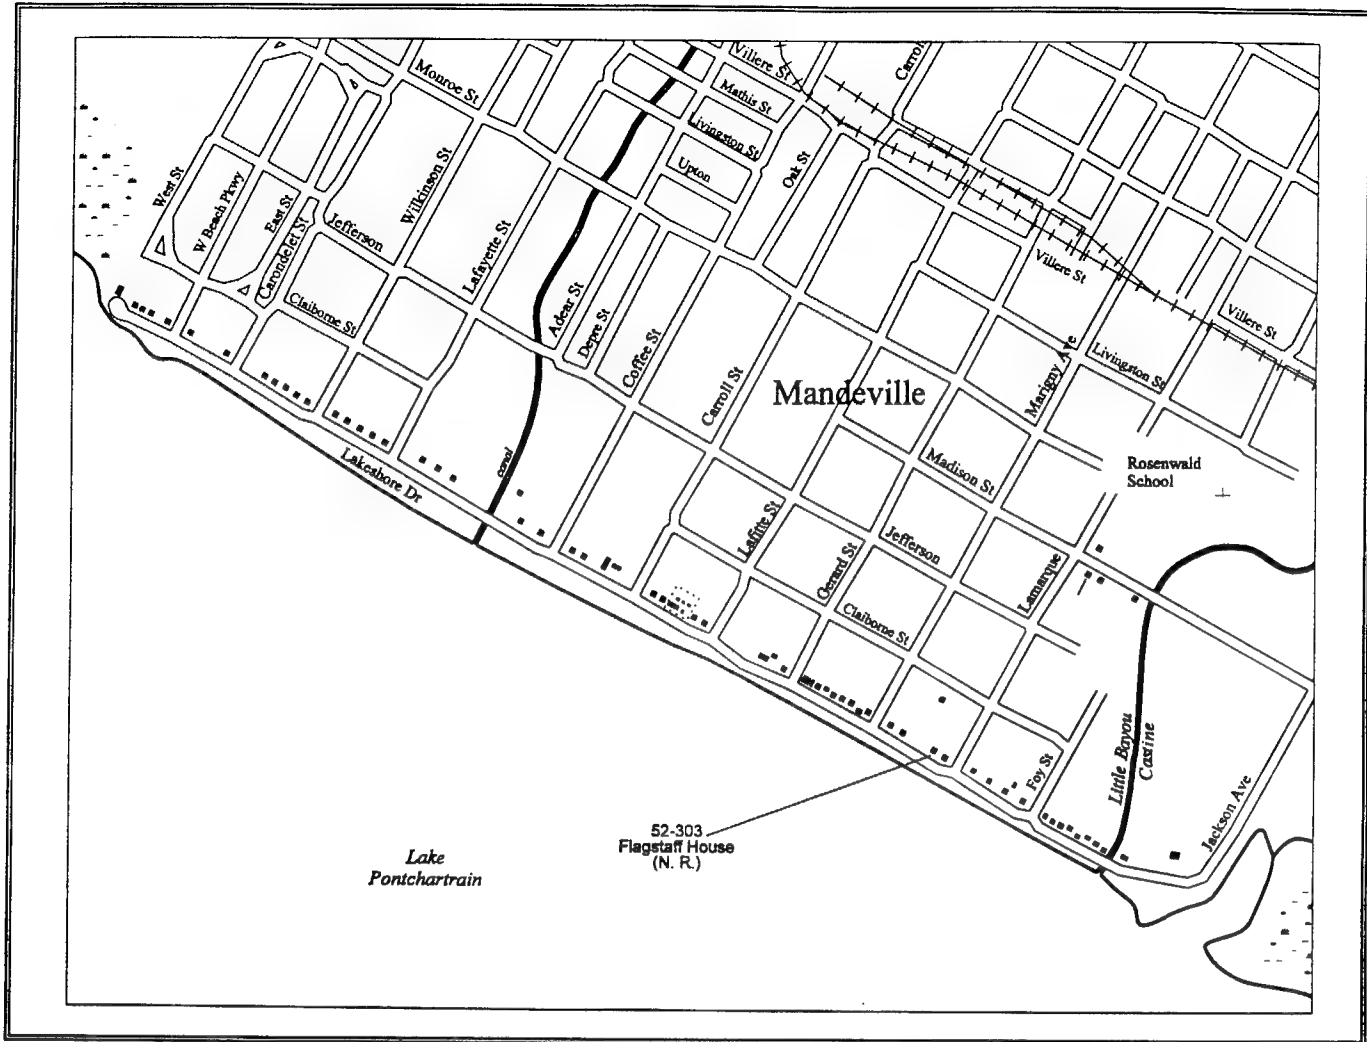 Villere St
Carroll
Monroe St
Mathis St
Livingston St
Upton
Oak St
West St
W Beach Pkwy
East St
Carondelet St
Jefferson
Wilkinson St
Lafayette St
Claiborne St
Adear St
Depre St
Coffee St
Carroll St
Villere St
Villere St
Marigny Ave
Livingston St
Mandeville
Lakeshore Dr
canal
Madison St
Rosenwald
School
Lafitte St
Gerard St
Jefferson
Lamarque
Claiborne St
Foy St
Little Bayou
Castine
Jackson Ave
52-303
Flagstaff House
(N. R.)
Lake
Pontchartrain